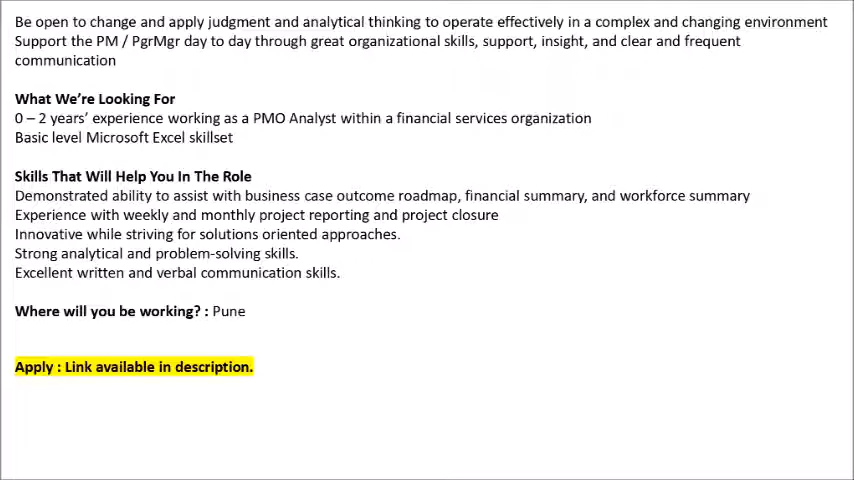 Be open to change and apply judgment and analytical thinking to operate effectively in a complex and changing environment
Support the PM / PgrMgr day to day through great organizational skills, support, insight, and clear and frequent
communication
What We're Looking For
0 – 2 years' experience working as a PMO Analyst within a financial services organization
Basic level Microsoft Excel skillset
Skills That Will Help You In The Role
Demonstrated ability to assist with business case outcome roadmap, financial summary, and workforce summary
Experience with weekly and monthly project reporting and project closure
Innovative while striving for solutions oriented approaches.
Strong analytical and problem-solving skills.
Excellent written and verbal communication skills.
Where will you be working? : Pune
Apply : Link available in description.